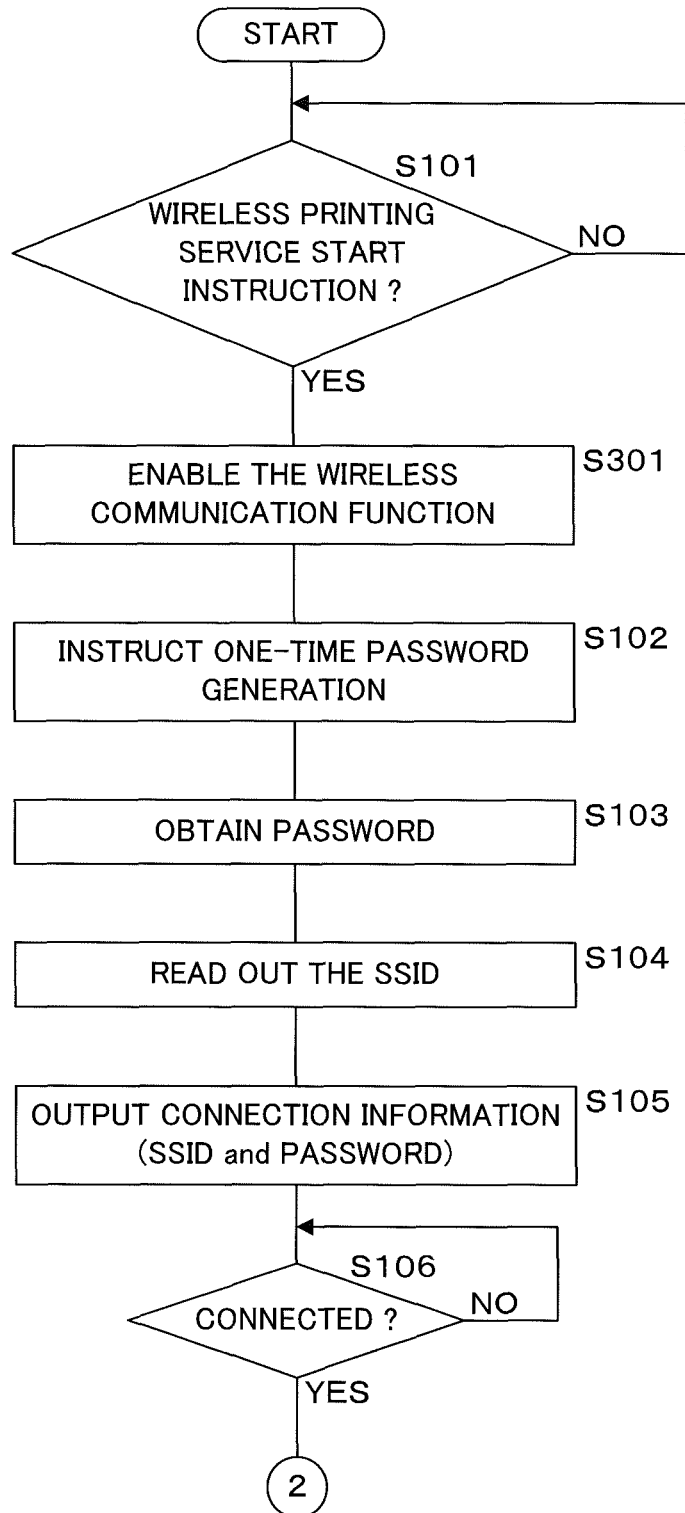 START
S101
WIRELESS PRINTING
SERVICE START
INSTRUCTION ?
NO
YES
S301
ENABLE THE WIRELESS
COMMUNICATION FUNCTION
S102
INSTRUCT ONE-TIME PASSWORD
GENERATION
S103
OBTAIN PASSWORD
S104
READ OUT THE SSID
S105
OUTPUT CONNECTION INFORMATION
(SSID and PASSWORD)
S106
CONNECTED ?
NO
YES
2